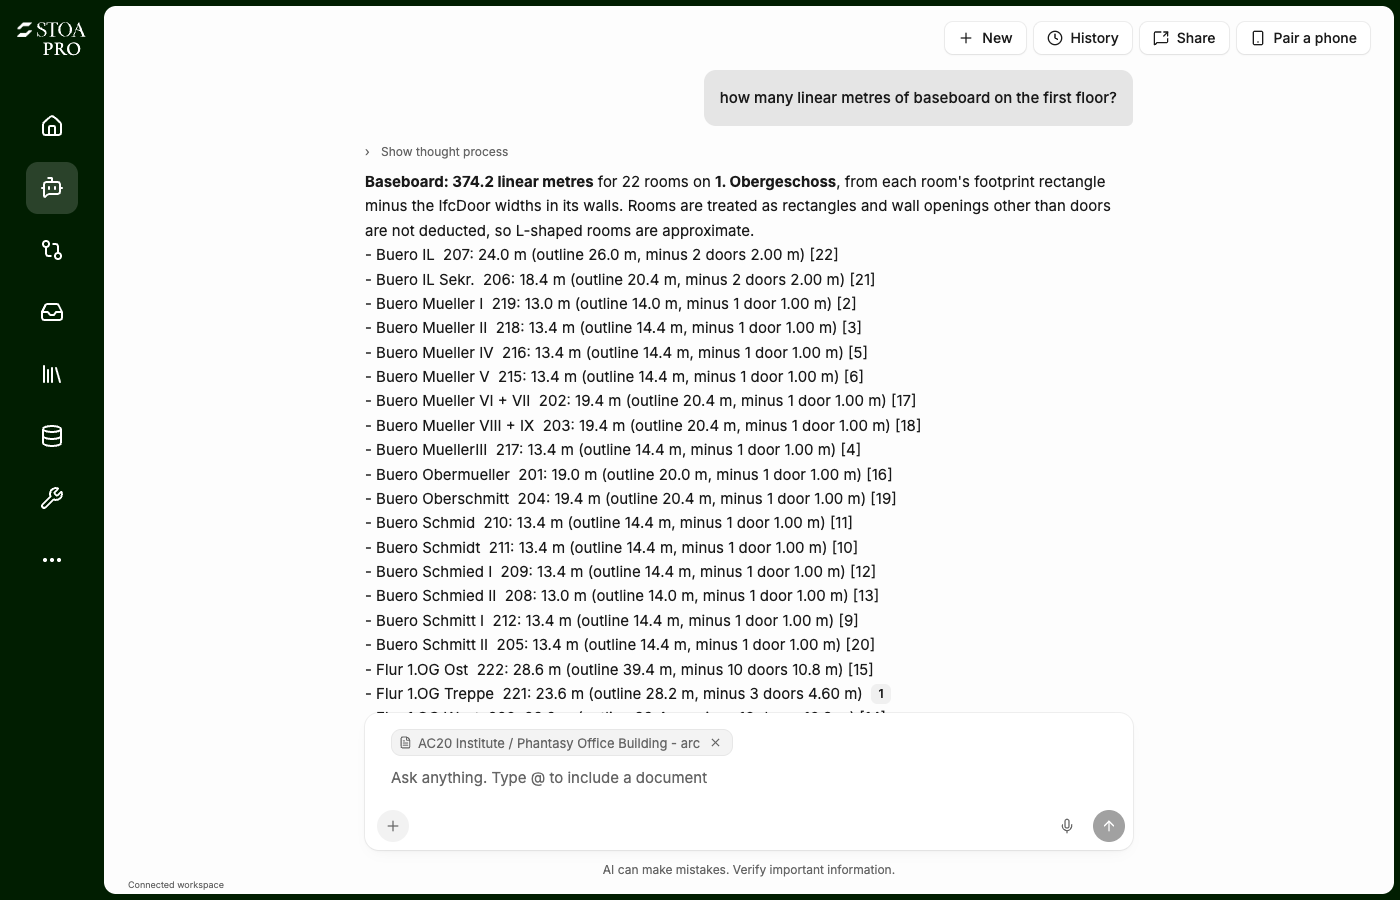 STOA
PRO
New
History
Share
Pair a phone
how many linear metres of baseboard on the first floor?
Show thought process
Baseboard: 374.2 linear metres for 22 rooms on 1. Obergeschoss, from each room's footprint rectangle
minus the IfcDoor widths in its walls. Rooms are treated as rectangles and wall openings other than doors
are not deducted, so L-shaped rooms are approximate.
- Buero IL  207: 24.0 m (outline 26.0 m, minus 2 doors 2.00 m) [22]
- Buero IL Sekr.  206: 18.4 m (outline 20.4 m, minus 2 doors 2.00 m) [21]
- Buero Mueller I  219: 13.0 m (outline 14.0 m, minus 1 door 1.00 m) [2]
- Buero Mueller II  218: 13.4 m (outline 14.4 m, minus 1 door 1.00 m) [3]
- Buero Mueller IV  216: 13.4 m (outline 14.4 m, minus 1 door 1.00 m) [5]
- Buero Mueller V  215: 13.4 m (outline 14.4 m, minus 1 door 1.00 m) [6]
- Buero Mueller VI + VII  202: 19.4 m (outline 20.4 m, minus 1 door 1.00 m) [17]
- Buero Mueller VIII + IX  203: 19.4 m (outline 20.4 m, minus 1 door 1.00 m) [18]
- Buero MuellerIII  217: 13.4 m (outline 14.4 m, minus 1 door 1.00 m) [4]
- Buero Obermueller  201: 19.0 m (outline 20.0 m, minus 1 door 1.00 m) [16]
- Buero Oberschmitt  204: 19.4 m (outline 20.4 m, minus 1 door 1.00 m) [19]
- Buero Schmid  210: 13.4 m (outline 14.4 m, minus 1 door 1.00 m) [11]
- Buero Schmidt  211: 13.4 m (outline 14.4 m, minus 1 door 1.00 m) [10]
- Buero Schmied I  209: 13.4 m (outline 14.4 m, minus 1 door 1.00 m) [12]
- Buero Schmied II  208: 13.0 m (outline 14.0 m, minus 1 door 1.00 m) [13]
- Buero Schmitt I  212: 13.4 m (outline 14.4 m, minus 1 door 1.00 m) [9]
- Buero Schmitt II  205: 13.4 m (outline 14.4 m, minus 1 door 1.00 m) [20]
- Flur 1.OG Ost  222: 28.6 m (outline 39.4 m, minus 10 doors 10.8 m) [15]
- Flur 1.OG Treppe  221: 23.6 m (outline 28.2 m, minus 3 doors 4.60 m) 1
AC20 Institute / Phantasy Office Building - arc
Ask anything. Type @ to include a document
AI can make mistakes. Verify important information.
Connected workspace